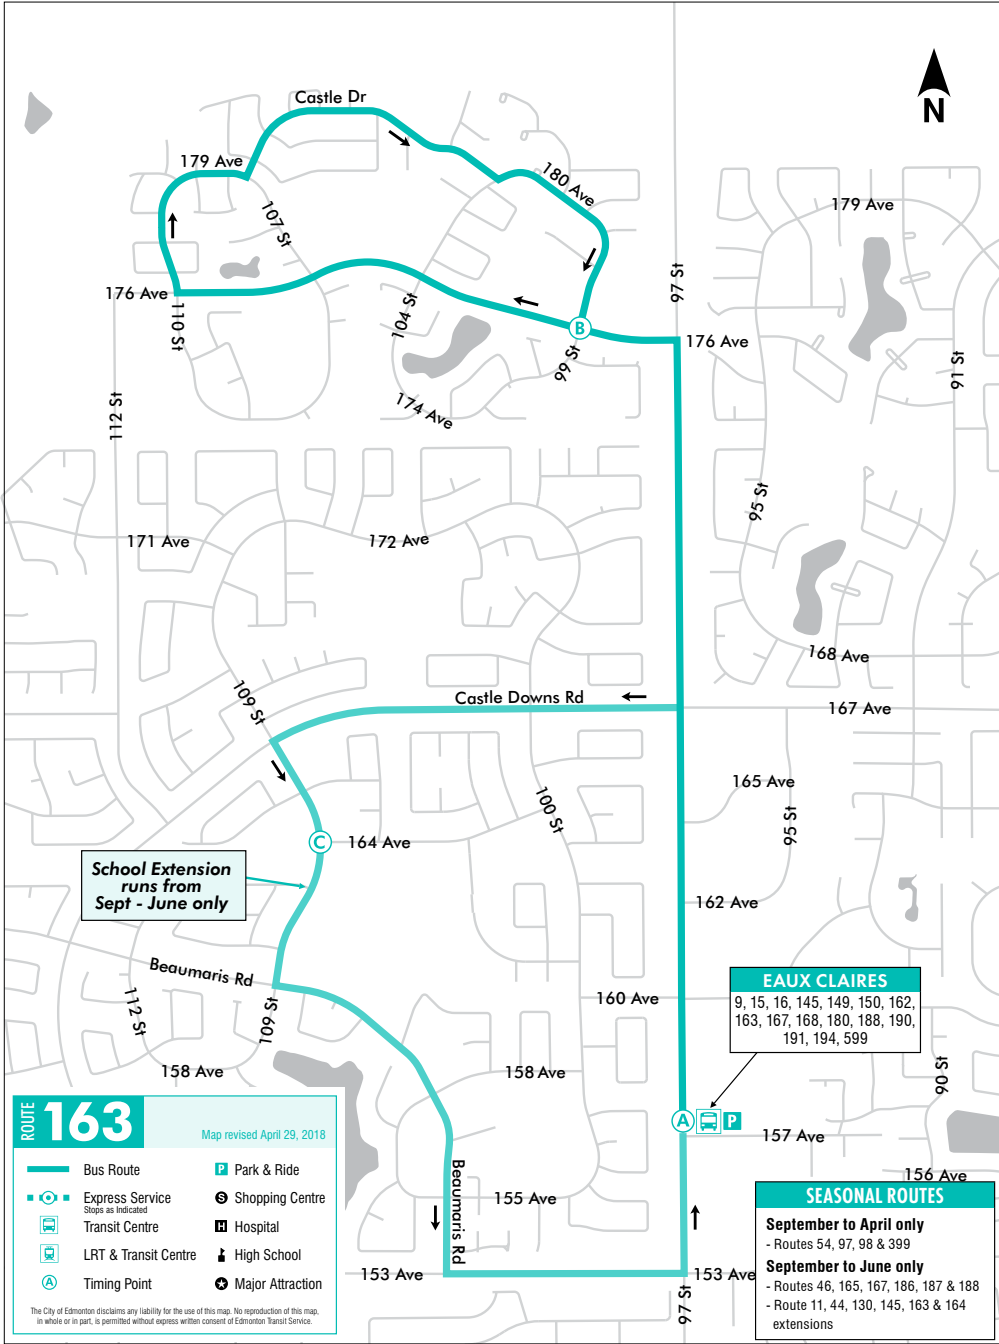 Castle Dr
N
179 Ave
180 Ave
107 St
179 Ave
97 St
176 Ave
110 St
104 St
B
99 St
176 Ave
91 St
112 St
174 Ave
95 St
171 Ave
172 Ave
168 Ave
109 St
Castle Downs Rd
167 Ave
165 Ave
100 St
95 St
C
164 Ave
School Extension
runs from
Sept - June only
162 Ave
Beaumaris Rd
112 St
109 St
160 Ave
EAUX CLAIRES
9, 15, 16, 145, 149, 150, 162,
163, 167, 168, 180, 188, 190,
191, 194, 599
158 Ave
158 Ave
90 St
A
P
157 Ave
156 Ave
Beaumaris Rd
155 Ave
153 Ave
153 Ave
97 St
ROUTE
163
Map revised April 29, 2018
Bus Route
Express Service
Stops as Indicated
Transit Centre
LRT & Transit Centre
A
Timing Point
P
Park & Ride
S
Shopping Centre
H
Hospital
High School
Major Attraction
The City of Edmonton disclaims any liability for the use of this map. No reproduction of this map,
in whole or in part, is permitted without express written consent of Edmonton Transit Service.
SEASONAL ROUTES
September to April only
- Routes 54, 97, 98 & 399
September to June only
- Routes 46, 165, 167, 186, 187 & 188
- Route 11, 44, 130, 145, 163 & 164
extensions